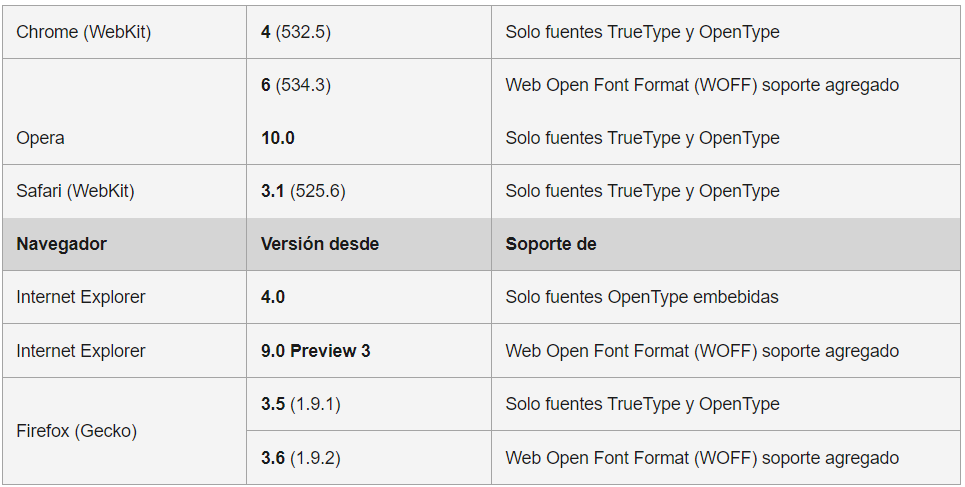 Chrome (WebKit) 4 (532.5) Solo fuentes TrueType y OpenType
6 (534.3) Web Open Font Format (WOFF) soporte agregado
Opera 10.0 Solo fuentes TrueType y OpenType
Safari (WebKit) 3.1 (525.6) Solo fuentes TrueType y OpenType
Navegador Versión desde Soporte de
Internet Explorer 4.0 Solo fuentes OpenType embebidas
Internet Explorer 9.0 Preview 3 Web Open Font Format (WOFF) soporte agregado
Firefox (Gecko) 3.5 (1.9.1) Solo fuentes TrueType y OpenType
3.6 (1.9.2) Web Open Font Format (WOFF) soporte agregado